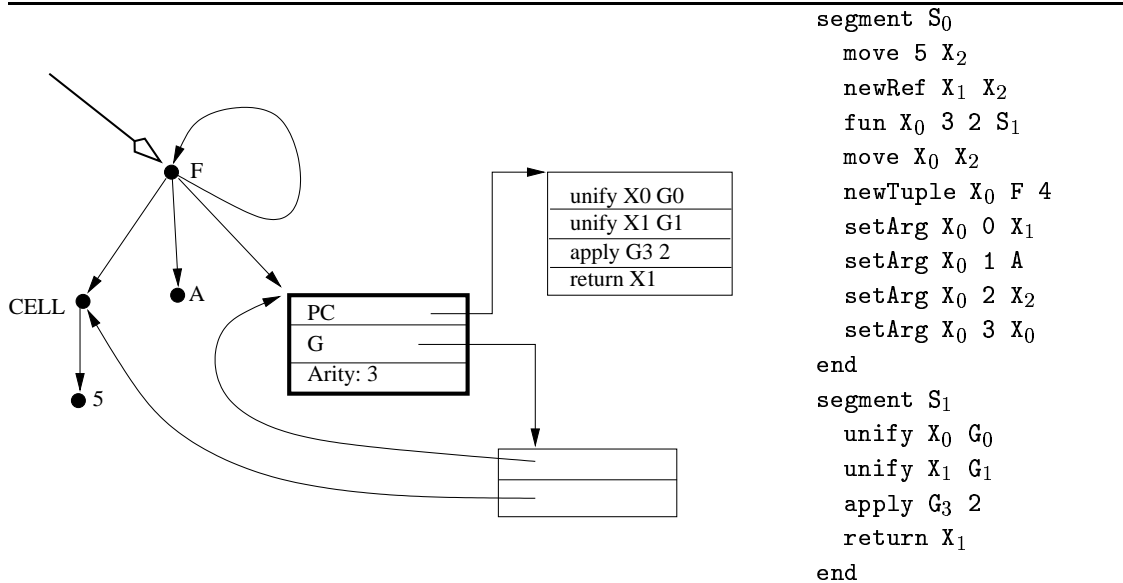 F
A
CELL
5
PC
G
Arity: 3
unify X0 G0
unify X1 G1
apply G3 2
return X1
segment S₀
move 5 X₂
newRef X₁ X₂
fun X₀ 3 2 S₁
move X₀ X₂
newTuple X₀ F 4
setArg X₀ 0 X₁
setArg X₀ 1 A
setArg X₀ 2 X₂
setArg X₀ 3 X₀
end
segment S₁
unify X₀ G₀
unify X₁ G₁
apply G₃ 2
return X₁
end